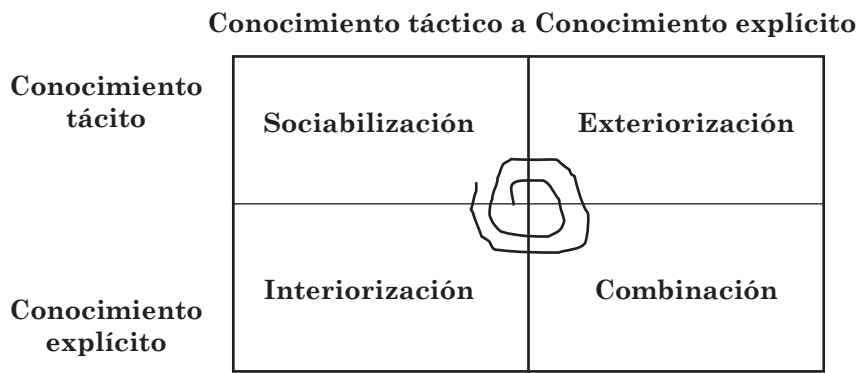 Conocimiento táctico a Conocimiento explícito
Conocimiento
tácito
Sociabilización
Exteriorización
Interiorización
Combinación
Conocimiento
explícito